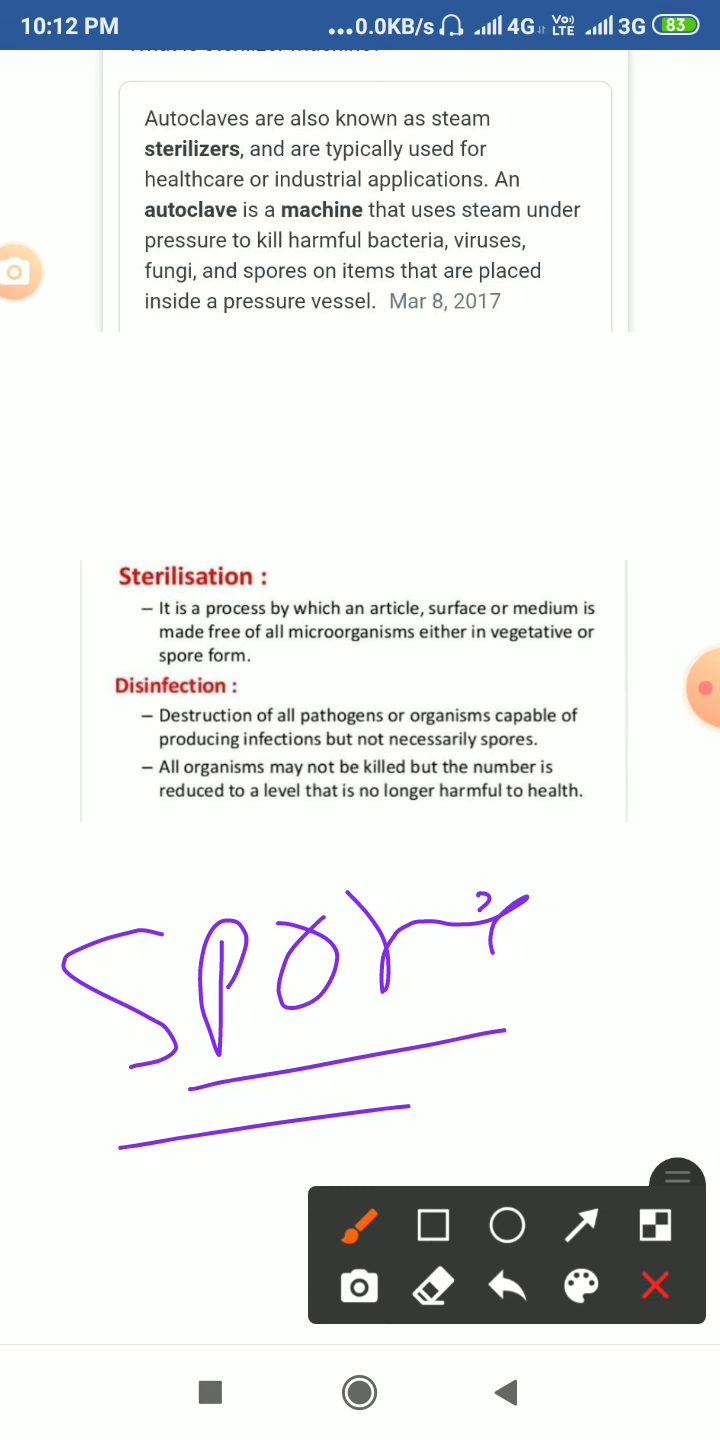 10:12 PM ...0.0KB/s 4G VoLTE 3G 83
Autoclaves are also known as steam
sterilizers, and are typically used for
healthcare or industrial applications. An
autoclave is a machine that uses steam under
pressure to kill harmful bacteria, viruses,
fungi, and spores on items that are placed
inside a pressure vessel. Mar 8, 2017
Sterilisation :
– It is a process by which an article, surface or medium is
made free of all microorganisms either in vegetative or
spore form.
Disinfection :
– Destruction of all pathogens or organisms capable of
producing infections but not necessarily spores.
– All organisms may not be killed but the number is
reduced to a level that is no longer harmful to health.